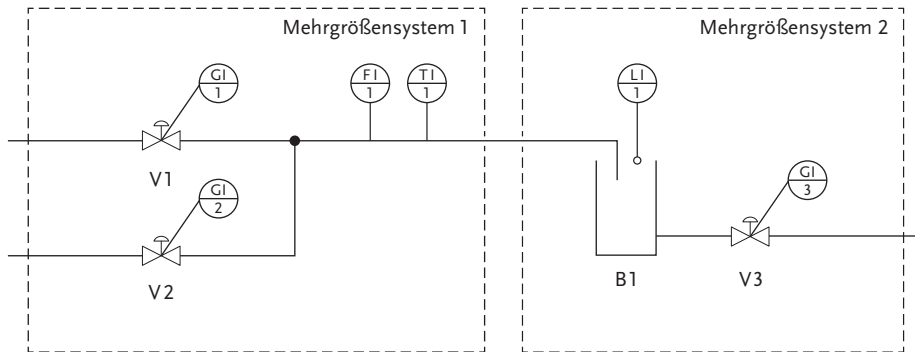 Mehrgrößensystem 1
Mehrgrößensystem 2
GI
1
FI
1
TI
1
LI
1
V1
GI
2
GI
3
V2
B1
V3